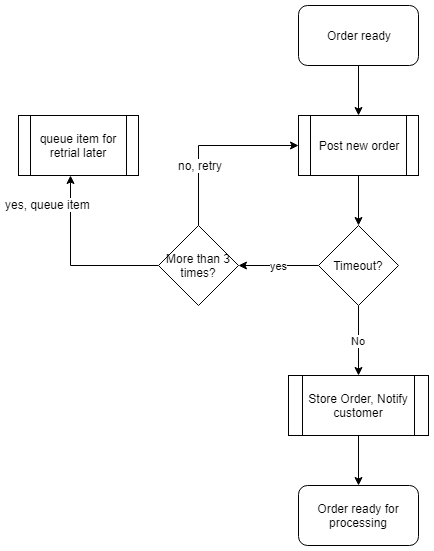 Order ready
queue item for
retrial later
Post new order
no, retry
yes, queue item
More than 3
times?
yes
Timeout?
No
Store Order, Notify
customer
Order ready for
processing